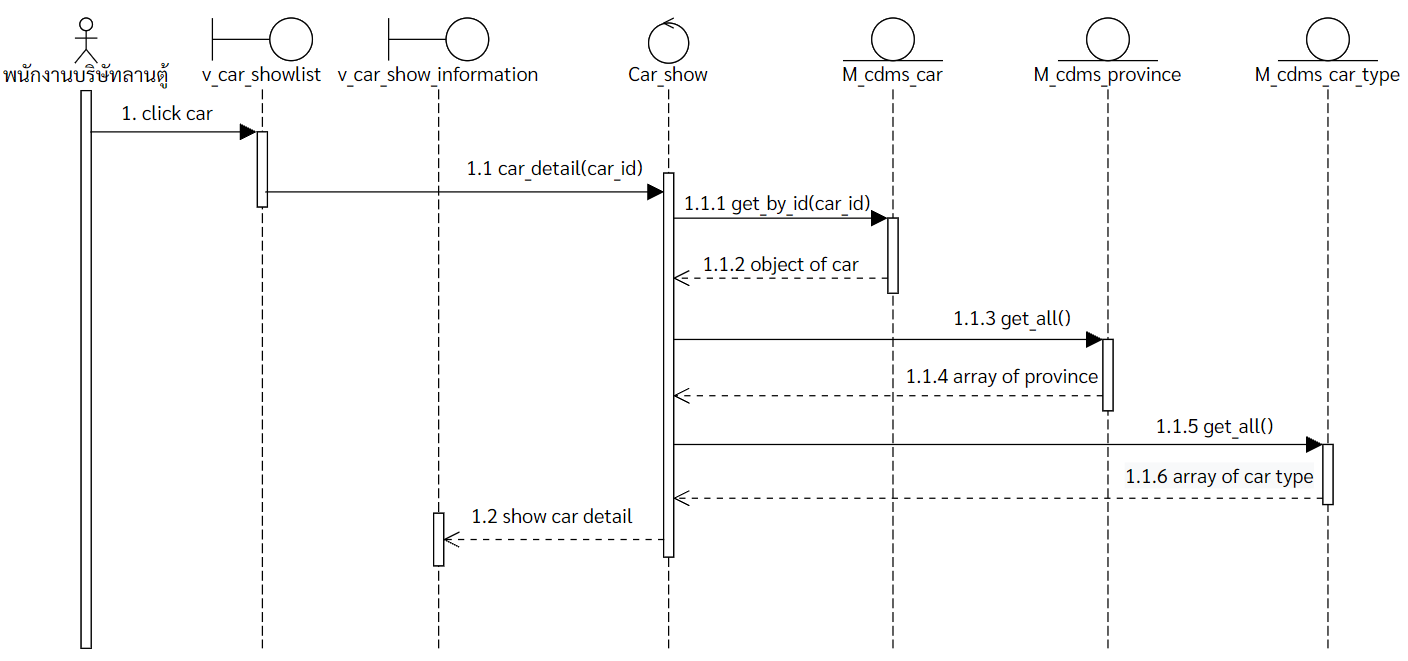 พนักงานบริษัทลานตู้
v_car_showlist
v_car_show_information
Car_show
M_cdms_car
M_cdms_province
M_cdms_car_type
1. click car
1.1 car_detail(car_id)
1.1.1 get_by_id(car_id)
1.1.2 object of car
1.1.3 get_all()
1.1.4 array of province
1.1.5 get_all()
1.1.6 array of car type
1.2 show car detail